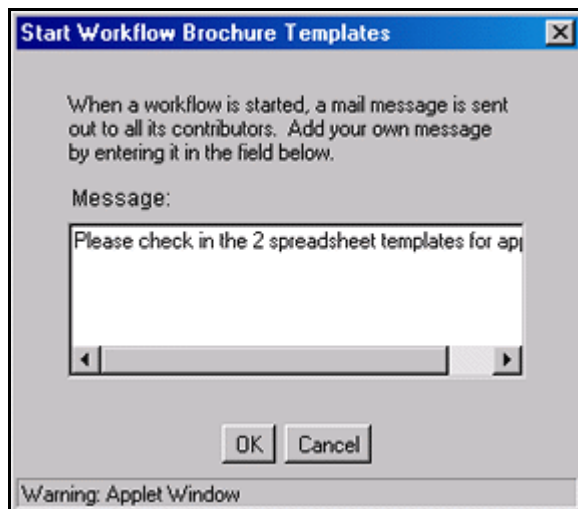 Start Workflow Brochure Templates
When a workflow is started, a mail message is sent
out to all its contributors. Add your own message
by entering it in the field below.
Message:
Please check in the 2 spreadsheet templates for
OK Cancel
Warning: Applet Window